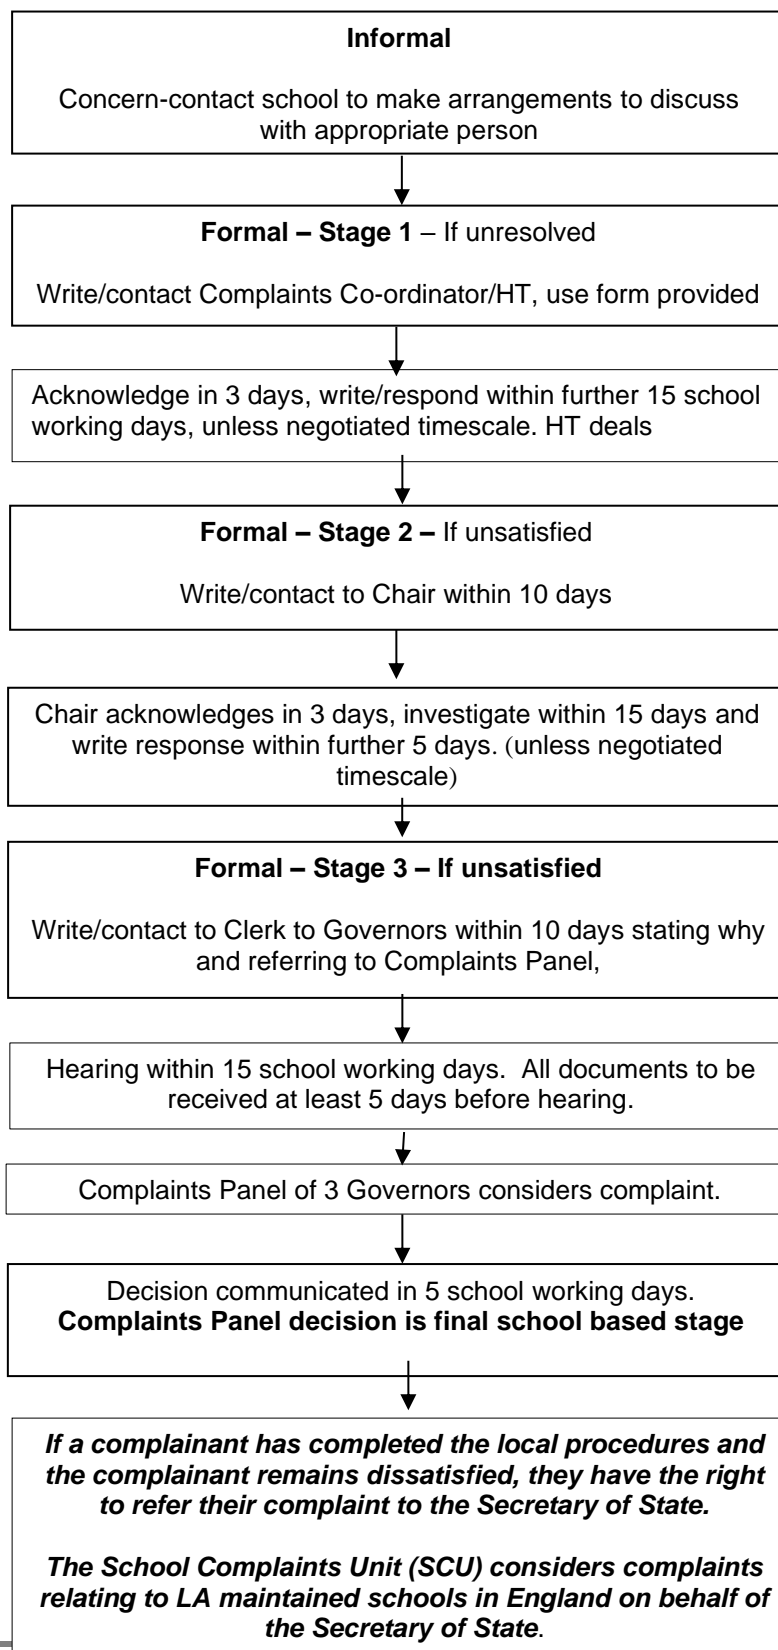 Informal
Concern-contact school to make arrangements to discuss
with appropriate person
Formal – Stage 1 – If unresolved
Write/contact Complaints Co-ordinator/HT, use form provided
Acknowledge in 3 days, write/respond within further 15 school
working days, unless negotiated timescale. HT deals
Formal – Stage 2 – If unsatisfied
Write/contact to Chair within 10 days
Chair acknowledges in 3 days, investigate within 15 days and
write response within further 5 days. (unless negotiated
timescale)
Formal – Stage 3 – If unsatisfied
Write/contact to Clerk to Governors within 10 days stating why
and referring to Complaints Panel,
Hearing within 15 school working days.  All documents to be
received at least 5 days before hearing.
Complaints Panel of 3 Governors considers complaint.
Decision communicated in 5 school working days.
Complaints Panel decision is final school based stage
If a complainant has completed the local procedures and
the complainant remains dissatisfied, they have the right
to refer their complaint to the Secretary of State.
The School Complaints Unit (SCU) considers complaints
relating to LA maintained schools in England on behalf of
the Secretary of State.